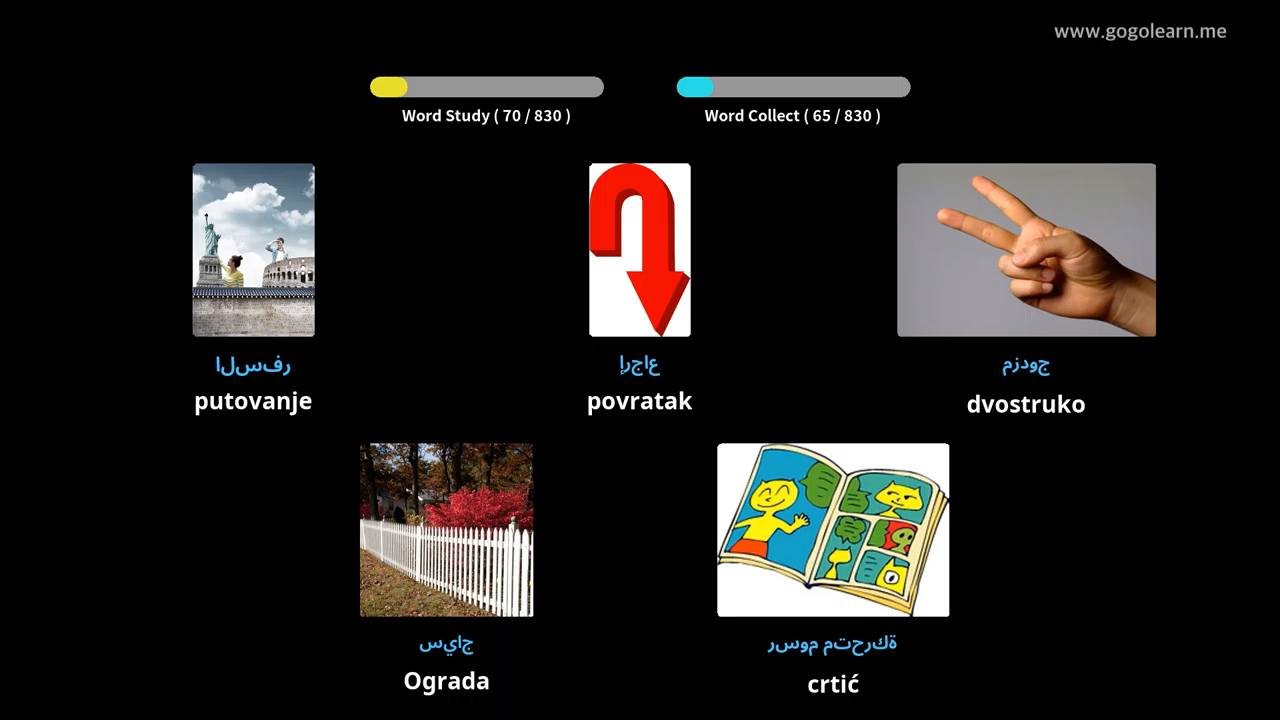 www.gogolearn.me
Word Study ( 70 / 830 )
Word Collect ( 65 / 830 )
السفر
putovanje
إرجاع
povratak
مزدوج
dvostruko
سياج
Ograda
رسوم متحركة
crtić